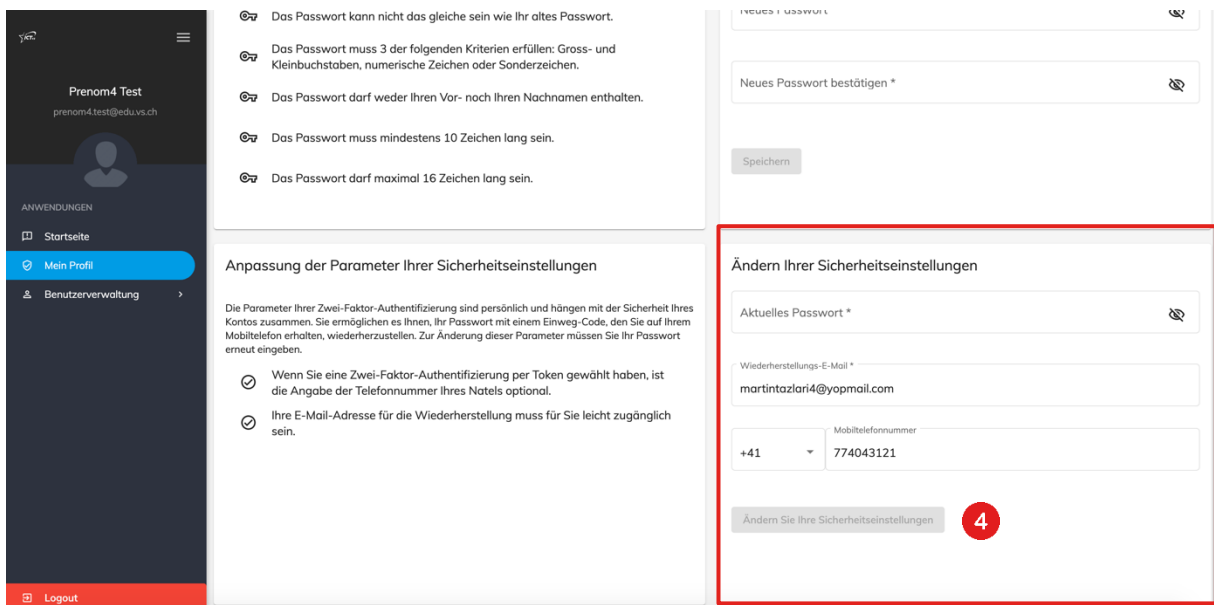 ICT
Prenom4 Test
prenom4.test@edu.vs.ch
ANWENDUNGEN
Startseite
Mein Profil
Benutzerverwaltung
Logout
Das Passwort kann nicht das gleiche sein wie Ihr altes Passwort.
Das Passwort muss 3 der folgenden Kriterien erfüllen: Gross- und
Kleinbuchstaben, numerische Zeichen oder Sonderzeichen.
Das Passwort darf weder Ihren Vor- noch Ihren Nachnamen enthalten.
Das Passwort muss mindestens 10 Zeichen lang sein.
Das Passwort darf maximal 16 Zeichen lang sein.
Neues Passwort
Neues Passwort bestätigen *
Speichern
Anpassung der Parameter Ihrer Sicherheitseinstellungen
Die Parameter Ihrer Zwei-Faktor-Authentifizierung sind persönlich und hängen mit der Sicherheit Ihres
Kontos zusammen. Sie ermöglichen es Ihnen, Ihr Passwort mit einem Einweg-Code, den Sie auf Ihrem
Mobiltelefon erhalten, wiederherzustellen. Zur Änderung dieser Parameter müssen Sie Ihr Passwort
erneut eingeben.
Wenn Sie eine Zwei-Faktor-Authentifizierung per Token gewählt haben, ist
die Angabe der Telefonnummer Ihres Natels optional.
Ihre E-Mail-Adresse für die Wiederherstellung muss für Sie leicht zugänglich
sein.
Ändern Ihrer Sicherheitseinstellungen
Aktuelles Passwort *
Wiederherstellungs-E-Mail *
martintazlari4@yopmail.com
Mobiltelefonnummer
+41 774043121
Ändern Sie Ihre Sicherheitseinstellungen
4